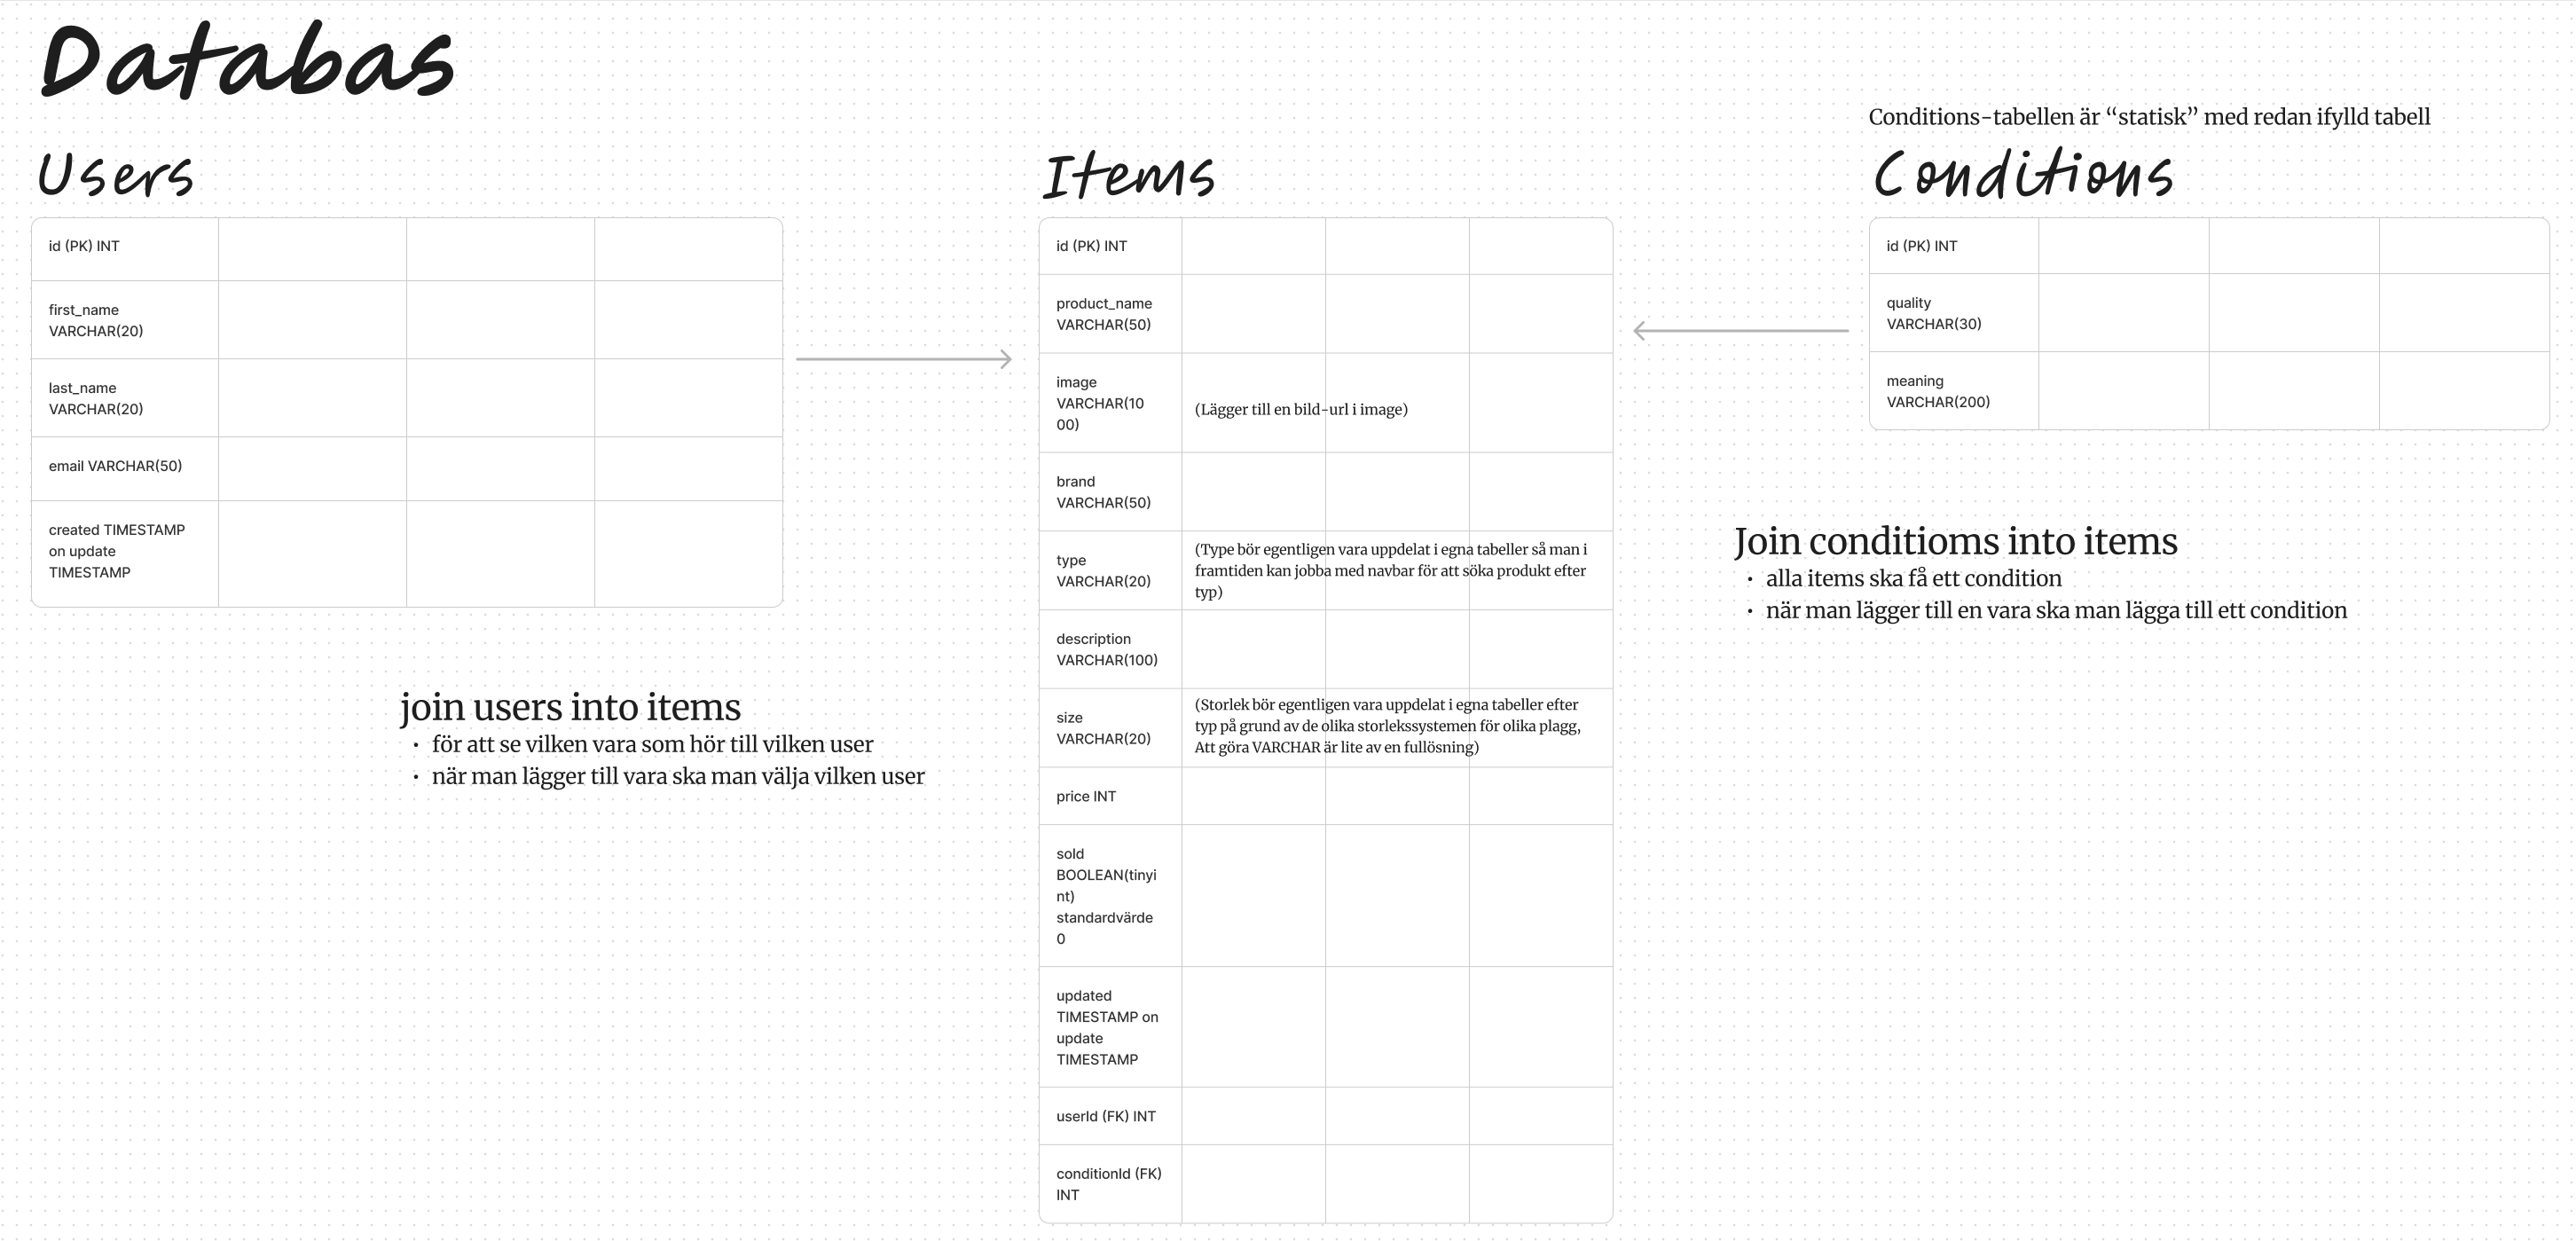 Databas
Users
id (PK) INT
first_name
VARCHAR(20)
last_name
VARCHAR(20)
email VARCHAR(50)
created TIMESTAMP
on update
TIMESTAMP
join users into items
• för att se vilken vara som hör till vilken user
• när man lägger till vara ska man välja vilken user
Items
id (PK) INT
product_name
VARCHAR(50)
image
VARCHAR(10
00)
(Lägger till en bild-url i image)
brand
VARCHAR(50)
type
VARCHAR(20)
(Type bör egentligen vara uppdelat i egna tabeller så man i
framtiden kan jobba med navbar för att söka produkt efter
typ)
description
VARCHAR(100)
size
VARCHAR(20)
(Storlek bör egentligen vara uppdelat i egna tabeller efter
typ på grund av de olika storlekssystemen för olika plagg,
Att göra VARCHAR är lite av en fullösning)
price INT
sold
BOOLEAN(tinyi
nt)
standardvärde
0
updated
TIMESTAMP on
update
TIMESTAMP
userId (FK) INT
conditionId (FK)
INT
Conditions-tabellen är “statisk” med redan ifylld tabell
Conditions
id (PK) INT
quality
VARCHAR(30)
meaning
VARCHAR(200)
Join conditioms into items
• alla items ska få ett condition
• när man lägger till en vara ska man lägga till ett condition